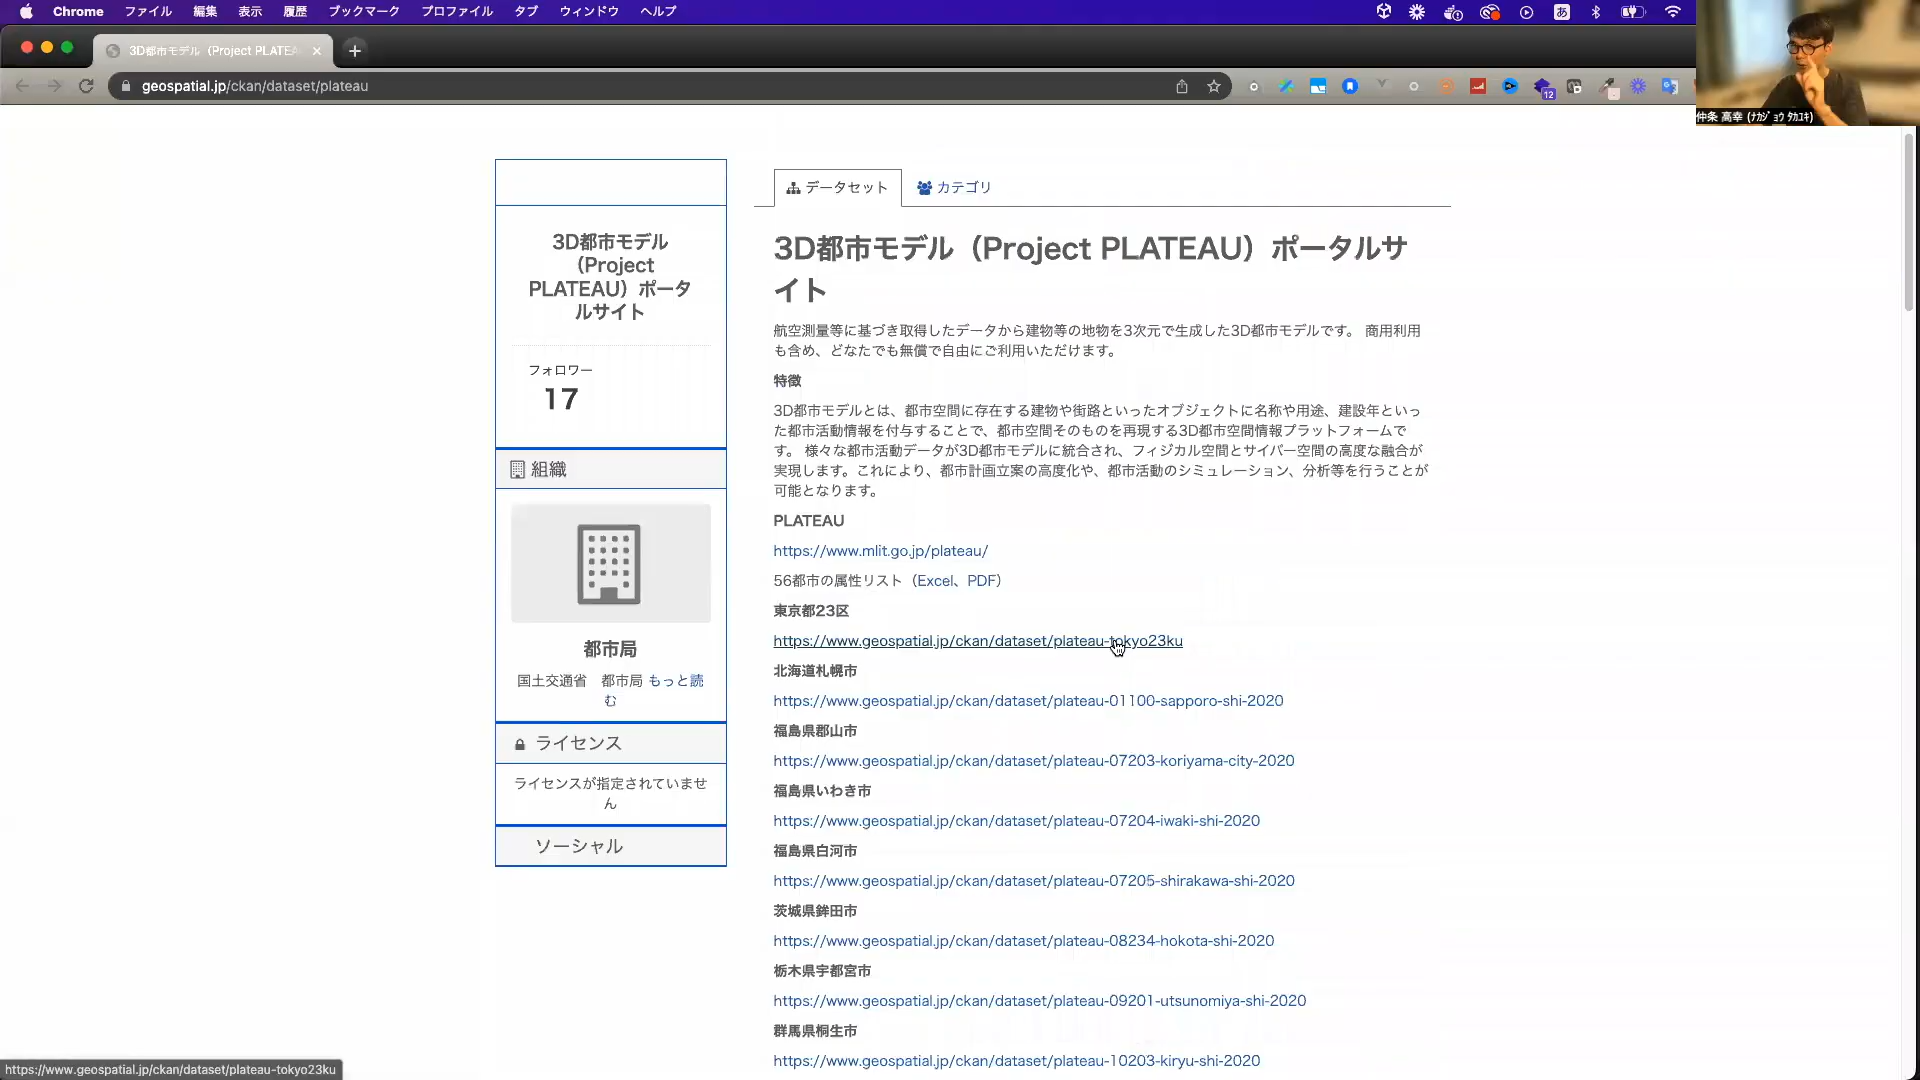 Chrome ファイル 編集 表示 履歴 ブックマーク プロファイル タブ ウィンドウ ヘルプ
3D都市モデル（Project PLATEA
geospatial.jp/ckan/dataset/plateau
12
仲条 高幸 (ﾅｶｼﾞｮｳ ﾀｶﾕｷ)
3D都市モデル
（Project
PLATEAU）ポータ
ルサイト
フォロワー
17
組織
都市局
国土交通省　都市局 もっと読
む
ライセンス
ライセンスが指定されていませ
ん
ソーシャル
データセット
カテゴリ
3D都市モデル（Project PLATEAU）ポータルサ
イト
航空測量等に基づき取得したデータから建物等の地物を3次元で生成した3D都市モデルです。 商用利用
も含め、どなたでも無償で自由にご利用いただけます。
特徴
3D都市モデルとは、都市空間に存在する建物や街路といったオブジェクトに名称や用途、建設年といっ
た都市活動情報を付与することで、都市空間そのものを再現する3D都市空間情報プラットフォームで
す。 様々な都市活動データが3D都市モデルに統合され、フィジカル空間とサイバー空間の高度な融合が
実現します。これにより、都市計画立案の高度化や、都市活動のシミュレーション、分析等を行うことが
可能となります。
PLATEAU
https://www.mlit.go.jp/plateau/
56都市の属性リスト（Excel、PDF）
東京都23区
https://www.geospatial.jp/ckan/dataset/plateau-tokyo23ku
北海道札幌市
https://www.geospatial.jp/ckan/dataset/plateau-01100-sapporo-shi-2020
福島県郡山市
https://www.geospatial.jp/ckan/dataset/plateau-07203-koriyama-city-2020
福島県いわき市
https://www.geospatial.jp/ckan/dataset/plateau-07204-iwaki-shi-2020
福島県白河市
https://www.geospatial.jp/ckan/dataset/plateau-07205-shirakawa-shi-2020
茨城県鉾田市
https://www.geospatial.jp/ckan/dataset/plateau-08234-hokota-shi-2020
栃木県宇都宮市
https://www.geospatial.jp/ckan/dataset/plateau-09201-utsunomiya-shi-2020
群馬県桐生市
https://www.geospatial.jp/ckan/dataset/plateau-10203-kiryu-shi-2020
https://www.geospatial.jp/ckan/dataset/plateau-tokyo23ku